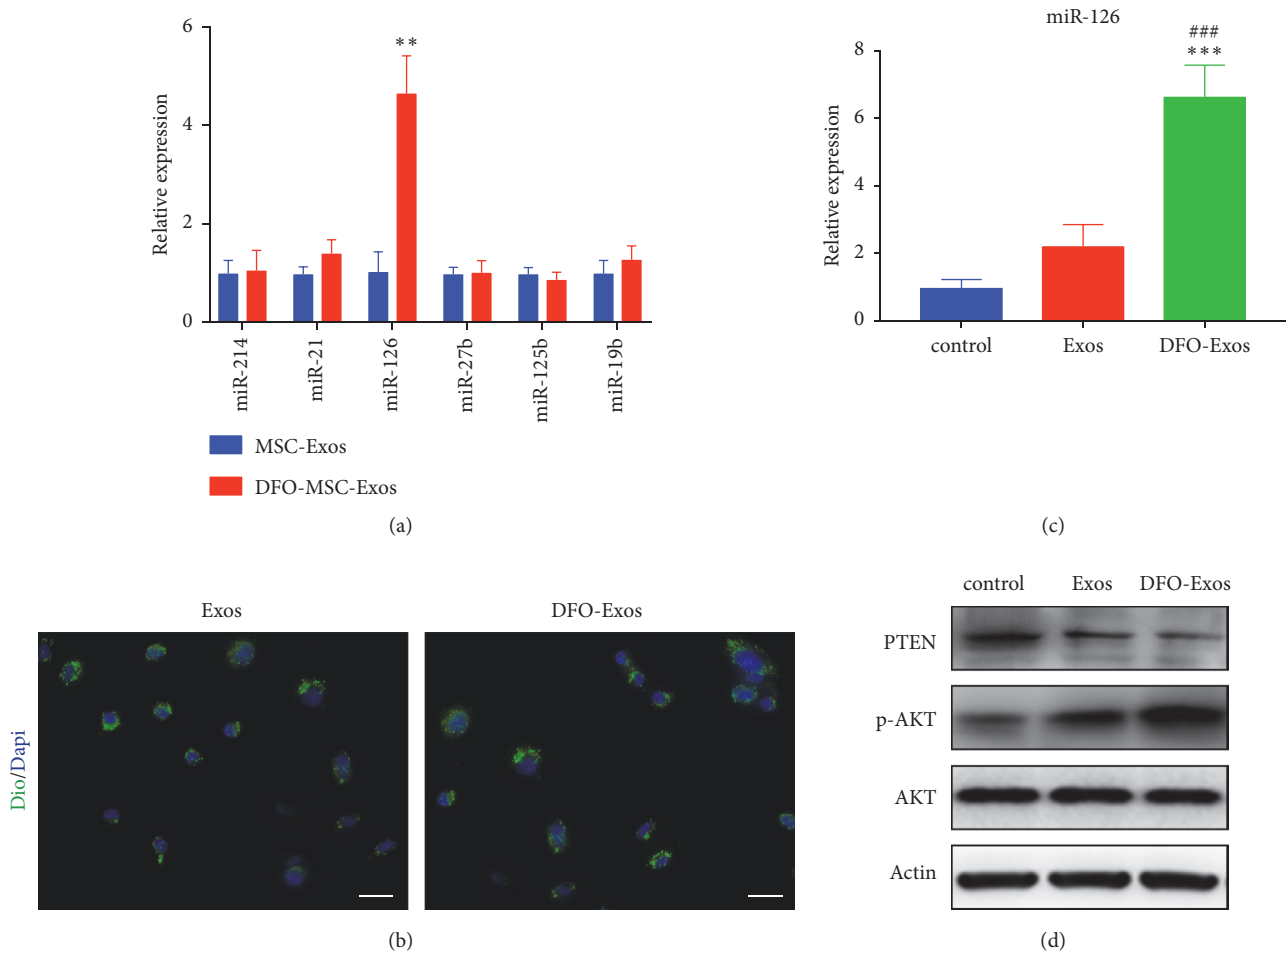 6
4
2
0
Relative expression
**
miR-214
miR-21
miR-126
miR-27b
miR-125b
miR-19b
MSC-Exos
DFO-MSC-Exos
(a)
miR-126
8
6
4
2
0
Relative expression
###
***
control
Exos
DFO-Exos
(c)
Exos
DFO-Exos
Dio/Dapi
(b)
control
Exos
DFO-Exos
PTEN
p-AKT
AKT
Actin
(d)